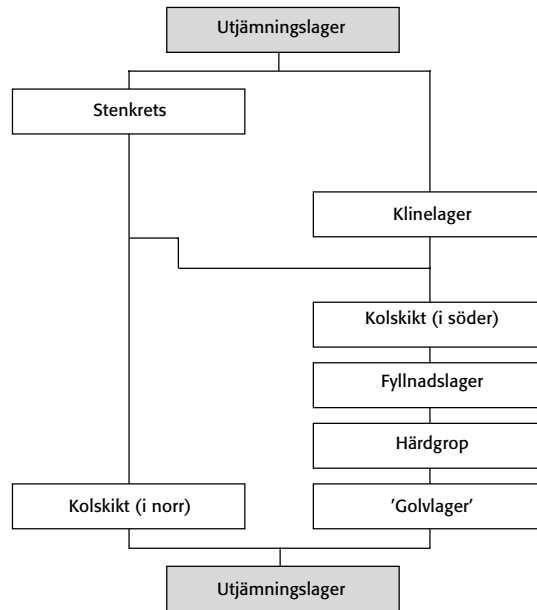 Utjämningslager
Stenkrets
Klinelager
Kolskikt (i söder)
Fyllnadslager
Härdgrop
Kolskikt (i norr)
’Golvlager’
Utjämningslager